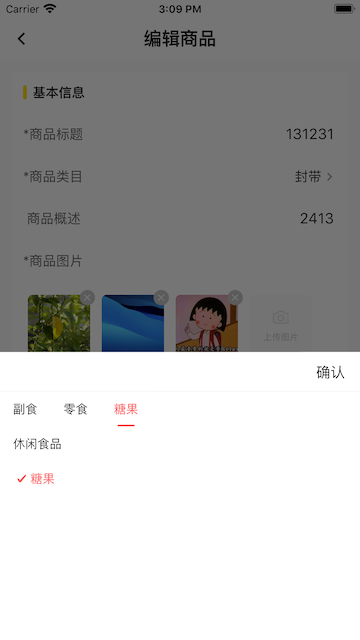 Carrier 3:09 PM
编辑商品
基本信息
*商品标题 131231
*商品类目 封带
商品概述 2413
*商品图片
上传图片
确认
副食 零食 糖果
休闲食品
糖果